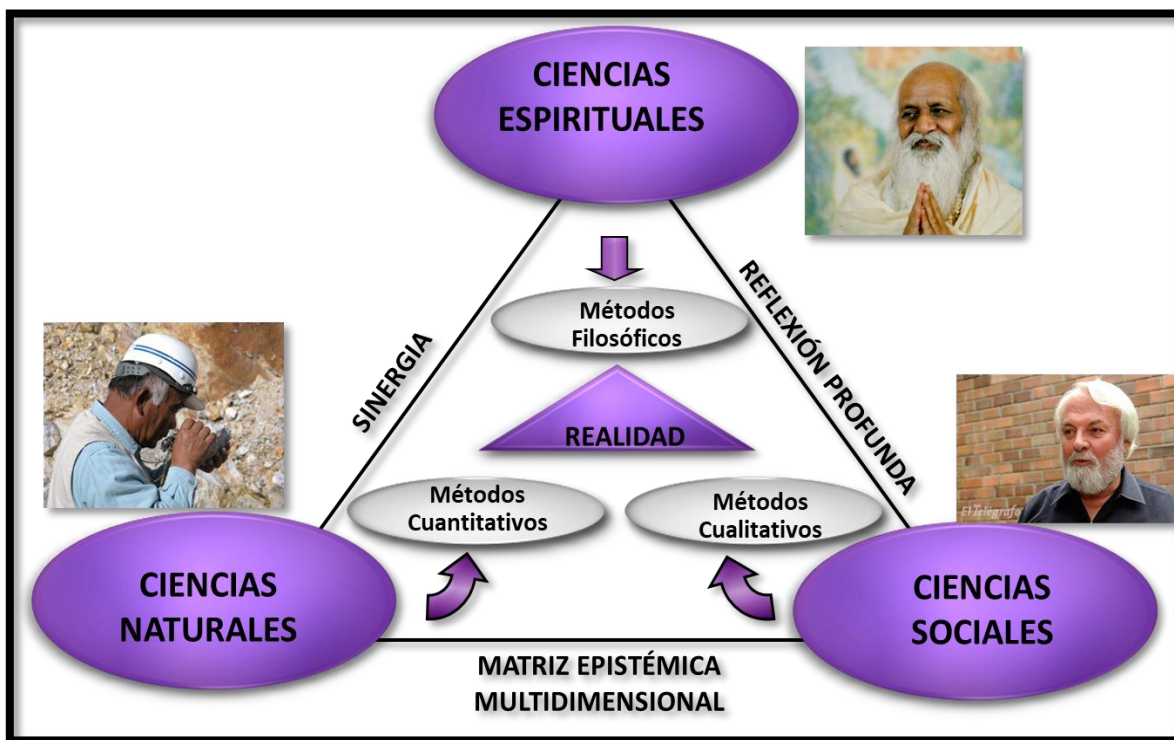 CIENCIAS
ESPIRITUALES
Métodos
Filosóficos
SINERGIA
REFLEXIÓN PROFUNDA
REALIDAD
Métodos
Cuantitativos
Métodos
Cualitativos
El Telégrafo
CIENCIAS
NATURALES
CIENCIAS
SOCIALES
MATRIZ EPISTÉMICA
MULTIDIMENSIONAL